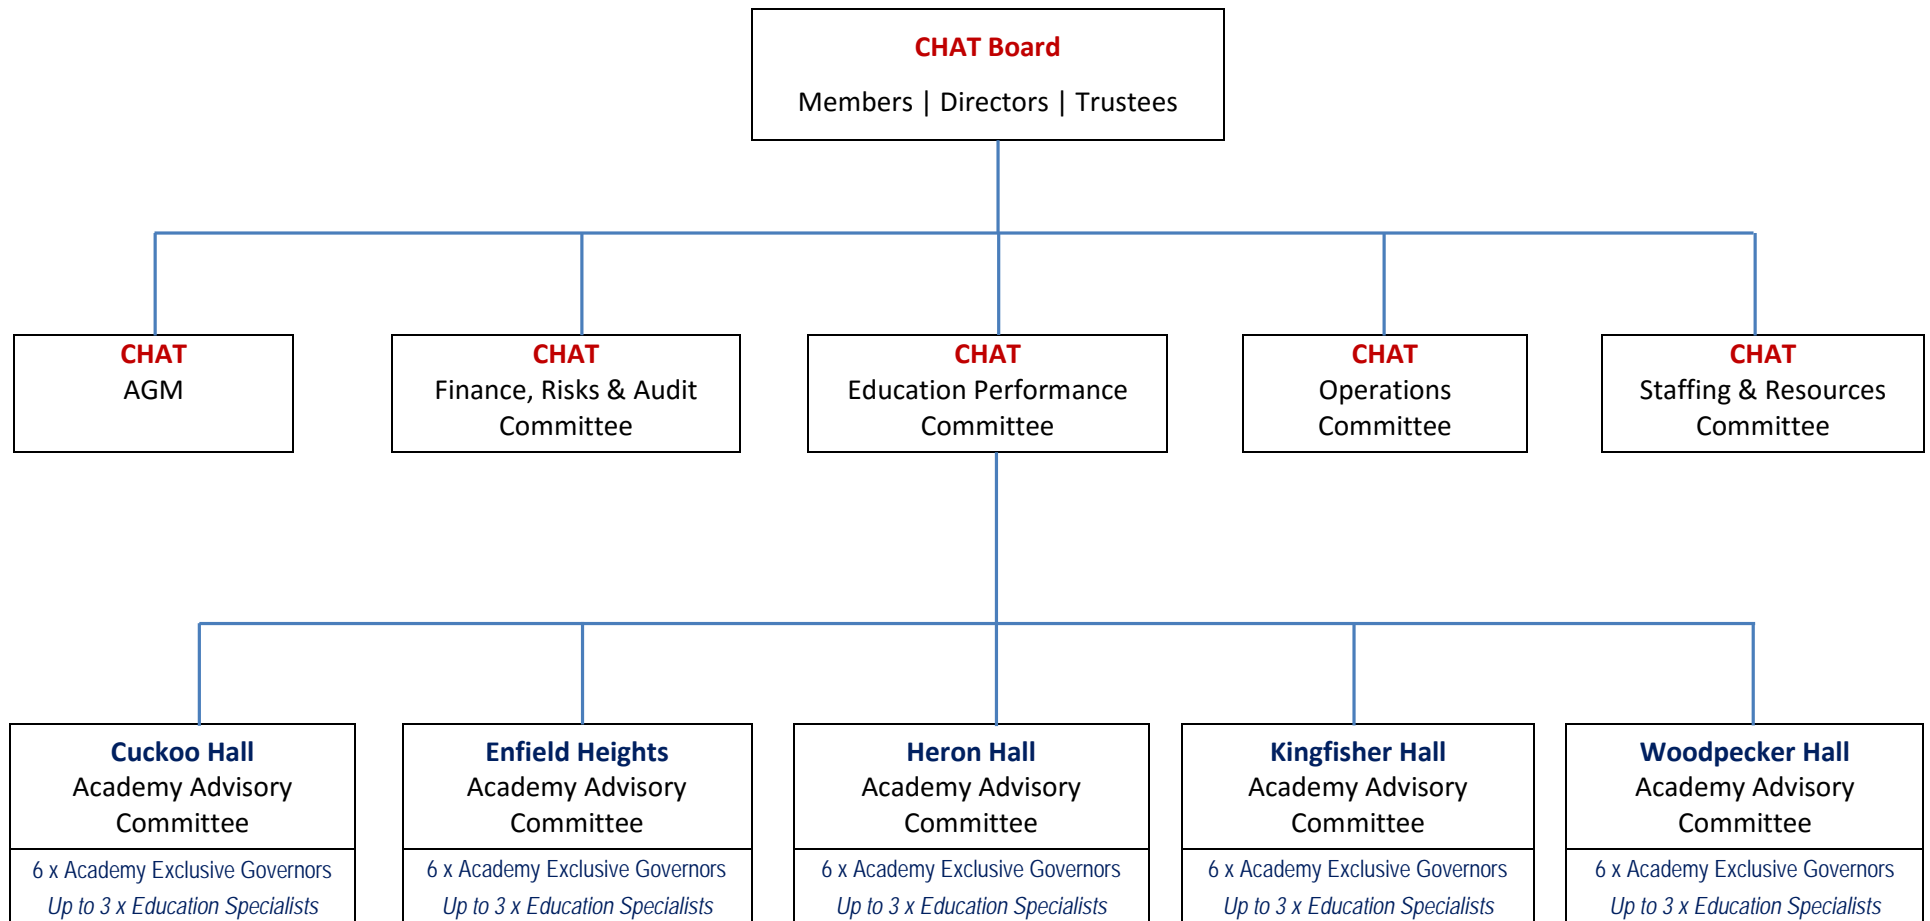 CHAT Board
Members | Directors | Trustees
CHAT
AGM
CHAT
Finance, Risks & Audit
Committee
CHAT
Education Performance
Committee
CHAT
Operations
Committee
CHAT
Staffing & Resources
Committee
Cuckoo Hall
Academy Advisory
Committee
6 x Academy Exclusive Governors
Up to 3 x Education Specialists
Enfield Heights
Academy Advisory
Committee
6 x Academy Exclusive Governors
Up to 3 x Education Specialists
Heron Hall
Academy Advisory
Committee
6 x Academy Exclusive Governors
Up to 3 x Education Specialists
Kingfisher Hall
Academy Advisory
Committee
6 x Academy Exclusive Governors
Up to 3 x Education Specialists
Woodpecker Hall
Academy Advisory
Committee
6 x Academy Exclusive Governors
Up to 3 x Education Specialists